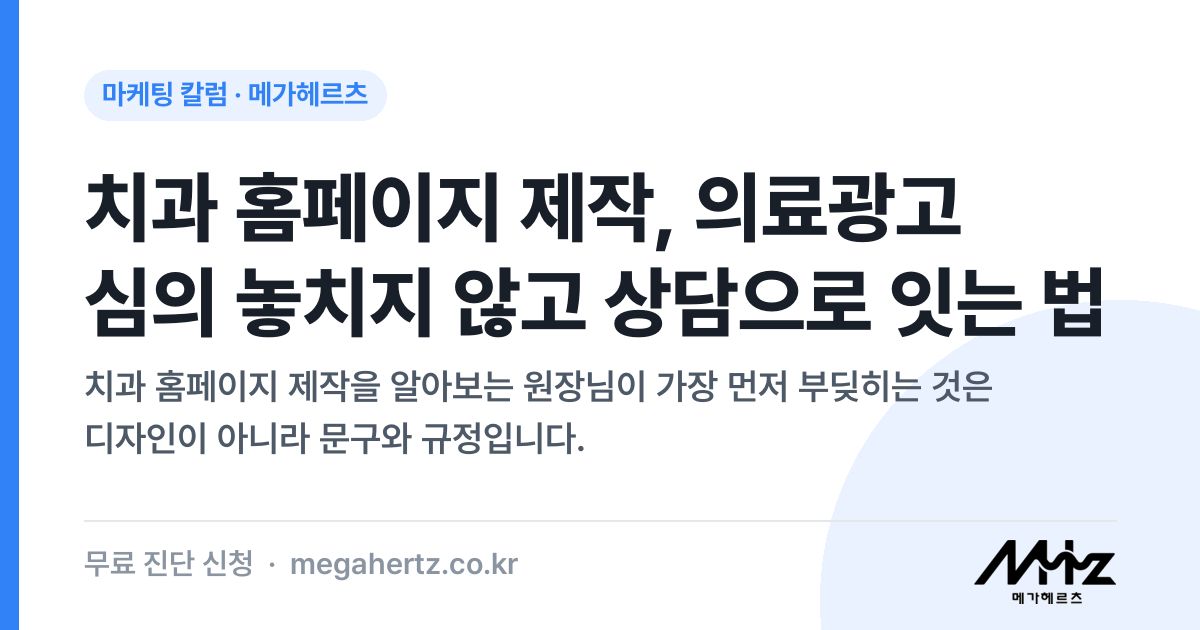 마케팅 칼럼 · 메가헤르츠
치과 홈페이지 제작, 의료광고
심의 놓치지 않고 상담으로 잇는 법
치과 홈페이지 제작을 알아보는 원장님이 가장 먼저 부딪히는 것은
디자인이 아니라 문구와 규정입니다.
무료 진단 신청 · megahertz.co.kr
MHz
메가헤르츠